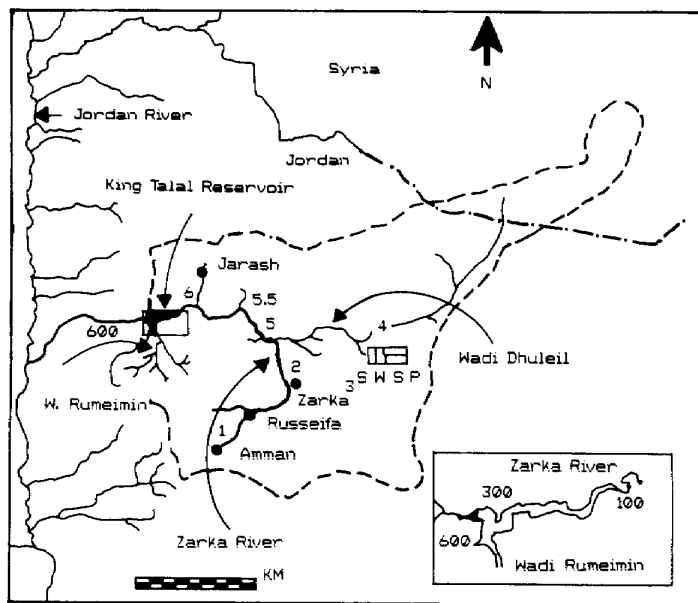 Syria
N
Jordan River
Jordan
King Talal Reservoir
Jarash
6
5.5
600
5
4
Wadi Dhuleil
2
3
S W S P
W. Rumeimin
Zarka
Russeifa
1
Amman
Zarka River
KM
Zarka River
300
100
600
Wadi Rumeimin